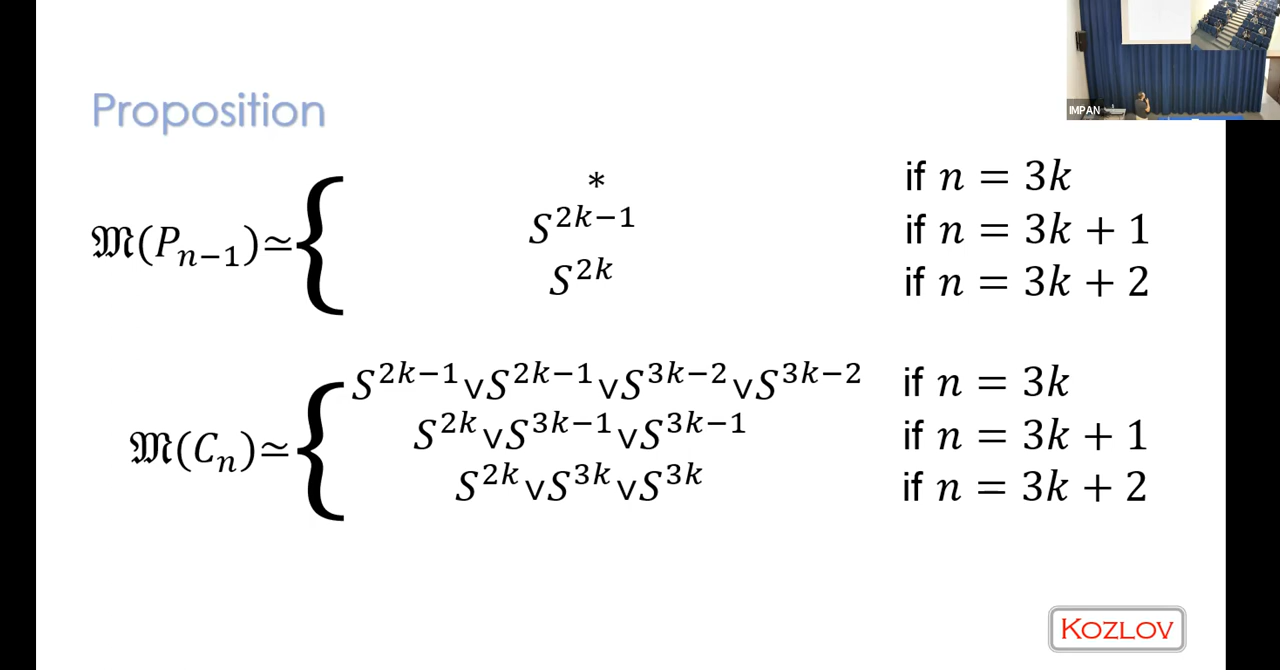 IMPAN
Proposition
𝔐(P_{n−1}) ≃ {
* if n = 3k
S^{2k−1} if n = 3k + 1
S^{2k} if n = 3k + 2
𝔐(C_n) ≃ {
S^{2k−1}∨S^{2k−1}∨S^{3k−2}∨S^{3k−2} if n = 3k
S^{2k}∨S^{3k−1}∨S^{3k−1} if n = 3k + 1
S^{2k}∨S^{3k}∨S^{3k} if n = 3k + 2
KOZLOV